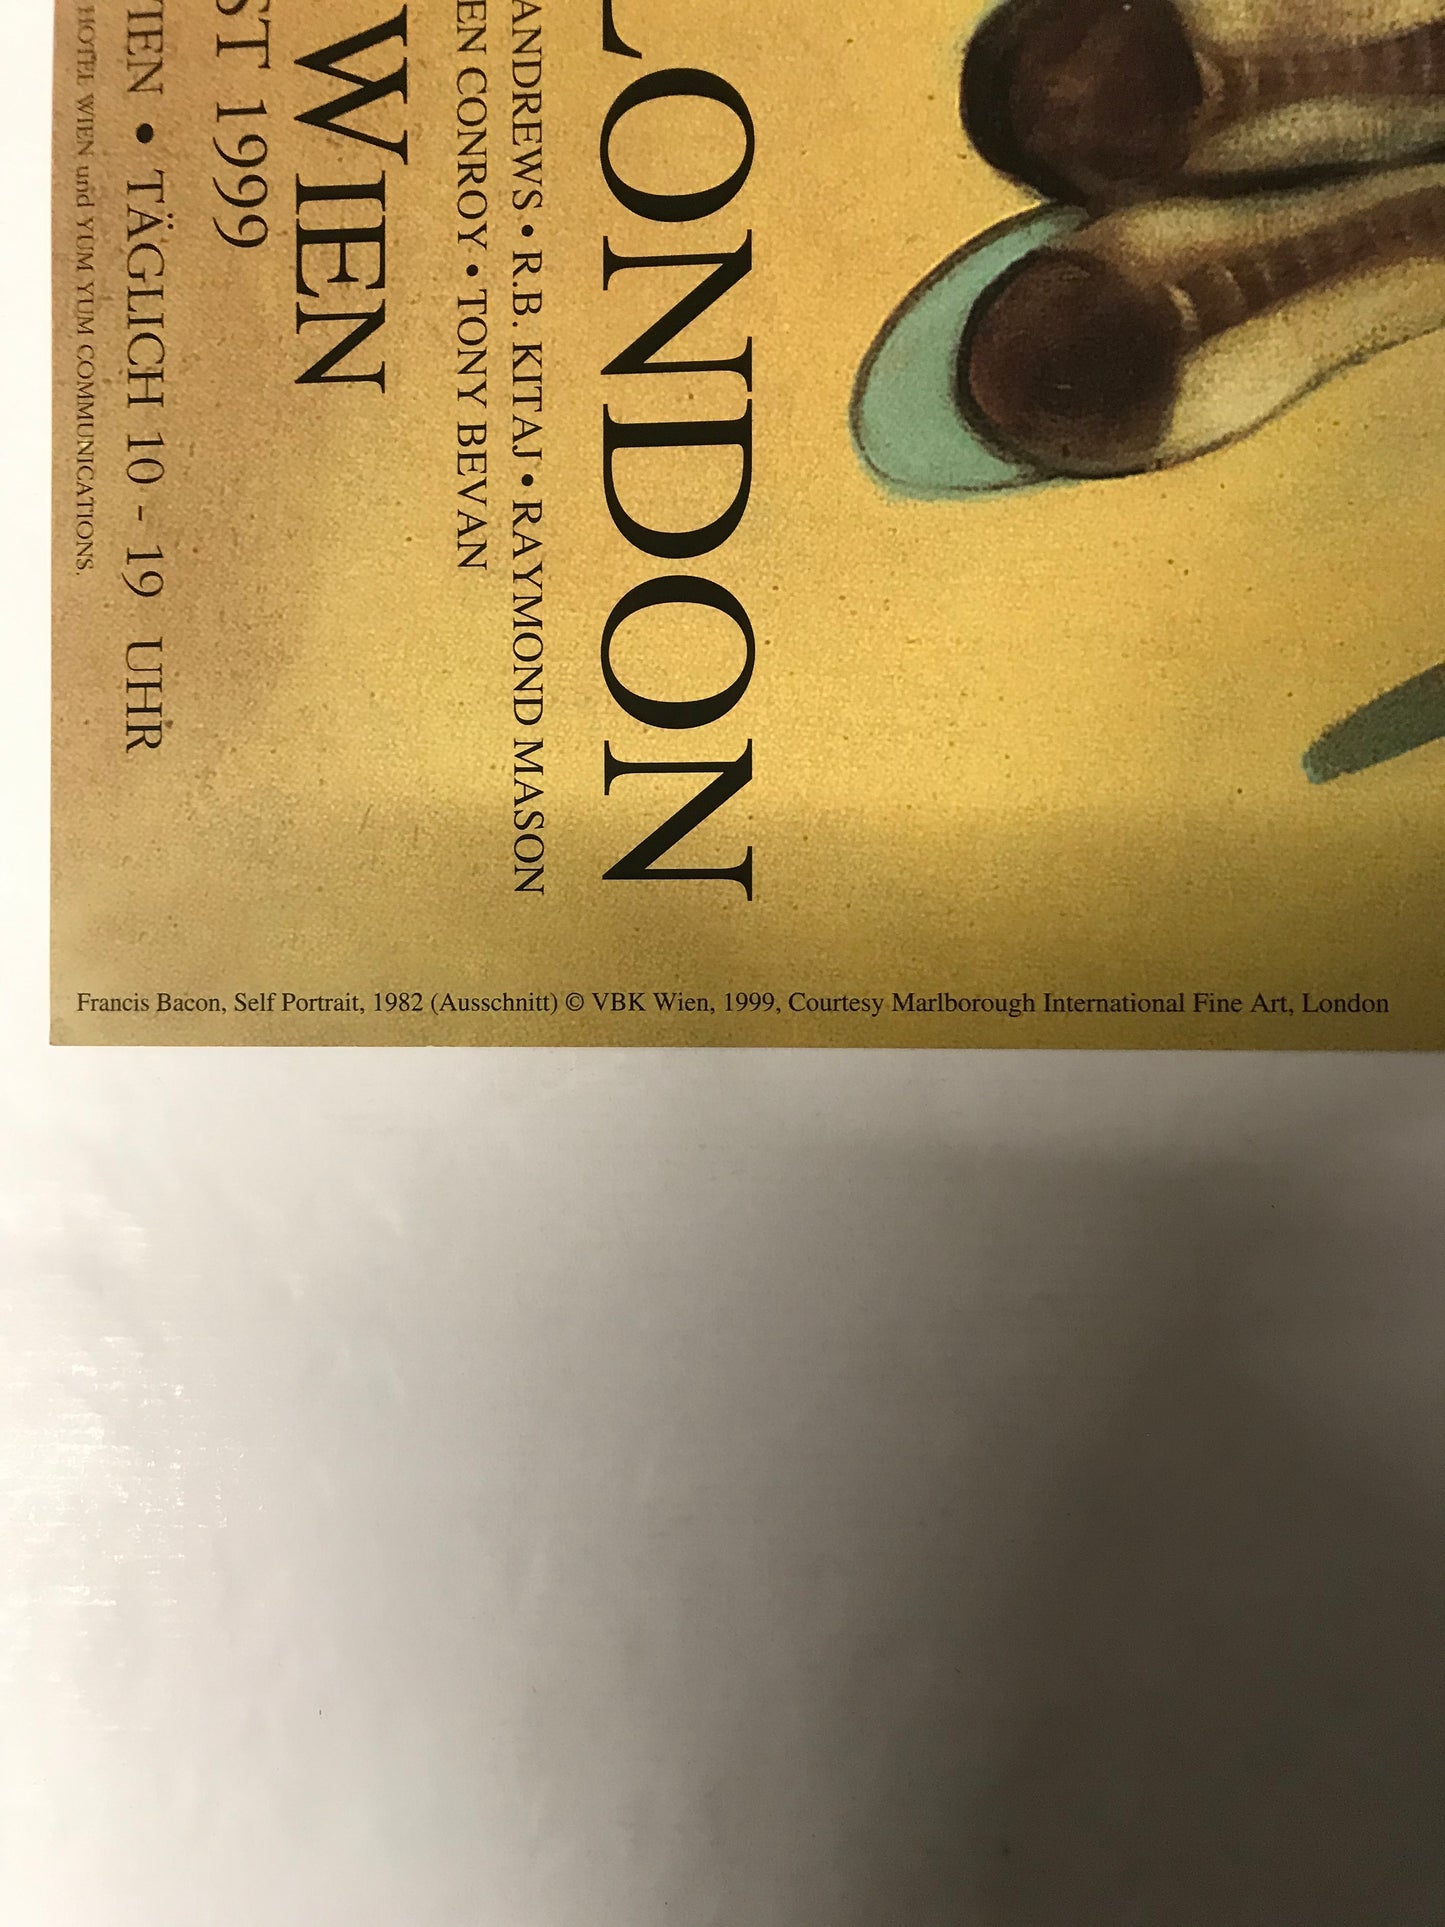 LONDON
ANDREWS • R.B. KITAJ • RAYMOND MASON
EN CONROY • TONY BEVAN
WIEN
ST 1999
IEN • TÄGLICH 10 - 19 UHR
HOTEL WIEN und YUM YUM COMMUNICATIONS.
Francis Bacon, Self Portrait, 1982 (Ausschnitt) © VBK Wien, 1999, Courtesy Marlborough International Fine Art, London